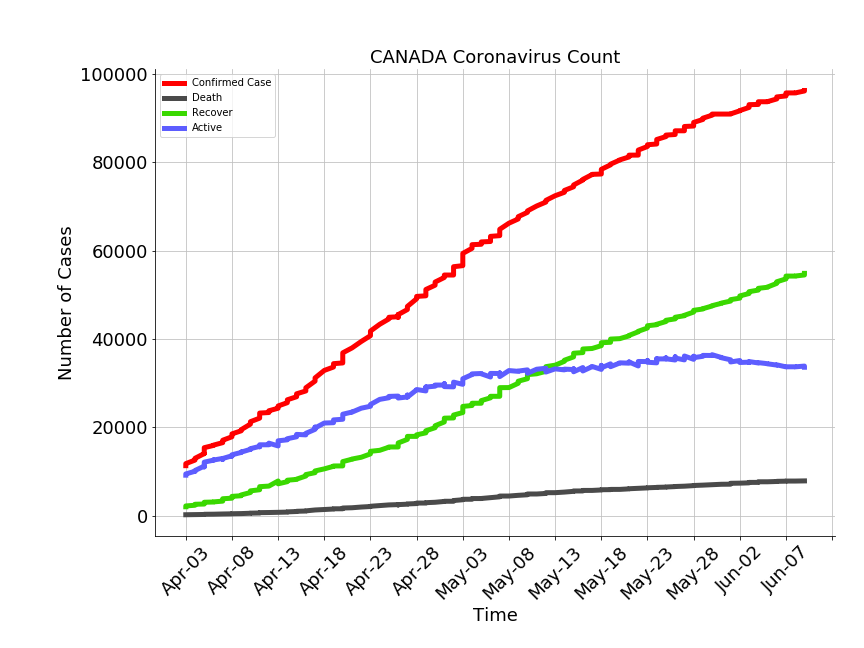 CANADA Coronavirus Count
Confirmed Case
Death
Recover
Active
Number of Cases
100000
80000
60000
40000
20000
0
Apr-03
Apr-08
Apr-13
Apr-18
Apr-23
Apr-28
May-03
May-08
May-13
May-18
May-23
May-28
Jun-02
Jun-07
Time